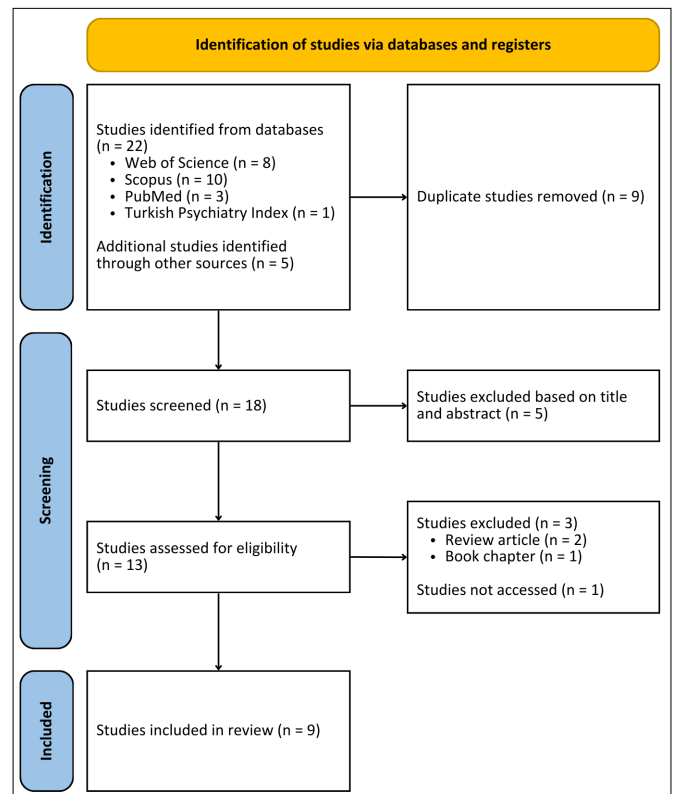 Identification of studies via databases and registers
Identification
Studies identified from databases
(n = 22)
• Web of Science (n = 8)
• Scopus (n = 10)
• PubMed (n = 3)
• Turkish Psychiatry Index (n = 1)
Additional studies identified
through other sources (n = 5)
Duplicate studies removed (n = 9)
Screening
Studies screened (n = 18)
Studies excluded based on title
and abstract (n = 5)
Studies assessed for eligibility
(n = 13)
Studies excluded (n = 3)
• Review article (n = 2)
• Book chapter (n = 1)
Studies not accessed (n = 1)
Included
Studies included in review (n = 9)